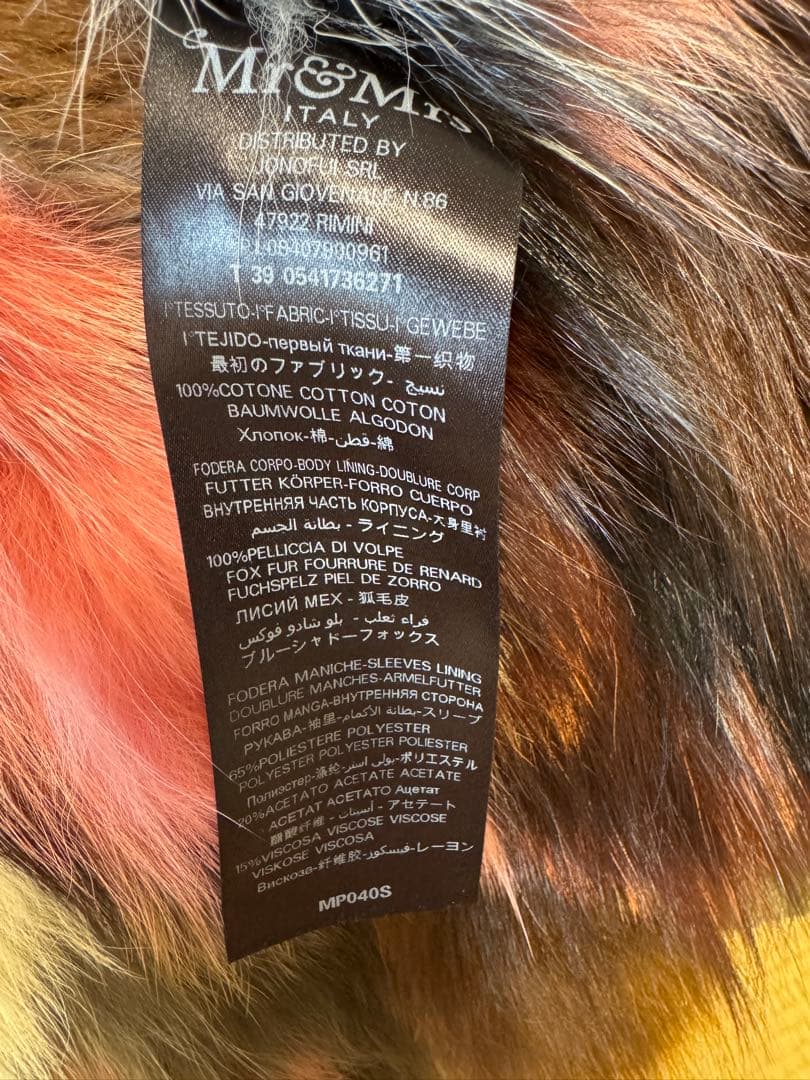 Mr&Mrs
ITALY
DISTRIBUTED BY
JONOFUI SRL
VIA SAN GIOVENALE N.86
47922 RIMINI
09407890961
T 39 0541736271
I°TESSUTO-I°FABRIC-I°TISSU-I°GEWEBE
I°TEJIDO-первый ткани-第一织物
最初のファブリック- نسيج
100%COTONE COTTON COTON
BAUMWOLLE ALGODON
Хлопок-棉-قطن-綿
FODERA CORPO-BODY LINING-DOUBLURE CORP
FUTTER KÖRPER-FORRO CUERPO
ВНУТРЕННЯЯ ЧАСТЬ КОРПУСА-大身里衬
بطانة الجسم - ライニング
100%PELLICCIA DI VOLPE
FOX FUR FOURRURE DE RENARD
FUCHSPELZ PIEL DE ZORRO
ЛИСИЙ МЕХ - 狐毛皮
فراء ثعلب - بلو شادو فوكس
ブルーシャドーフォックス
FODERA MANICHE-SLEEVES LINING
DOUBLURE MANCHES-ARMELFUTTER
FORRO MANGA-ВНУТРЕННЯЯ СТОРОНА
РУКАВА-袖里-بطانة الأكمام-スリーブ
65%POLIESTERE POLYESTER
POLYESTER POLYESTER POLIESTER
Полиэстер-涤纶-بولي استر-ポリエステル
20%ACETATO ACETATE ACETATE
ACETAT ACETATO Ацетат
醋酸纤维 - أسيتات - アセテート
15%VISCOSA VISCOSE VISCOSE
VISKOSE VISCOSA
Вискоза-纤维胶-فيسكوز-レーヨン
MP040S